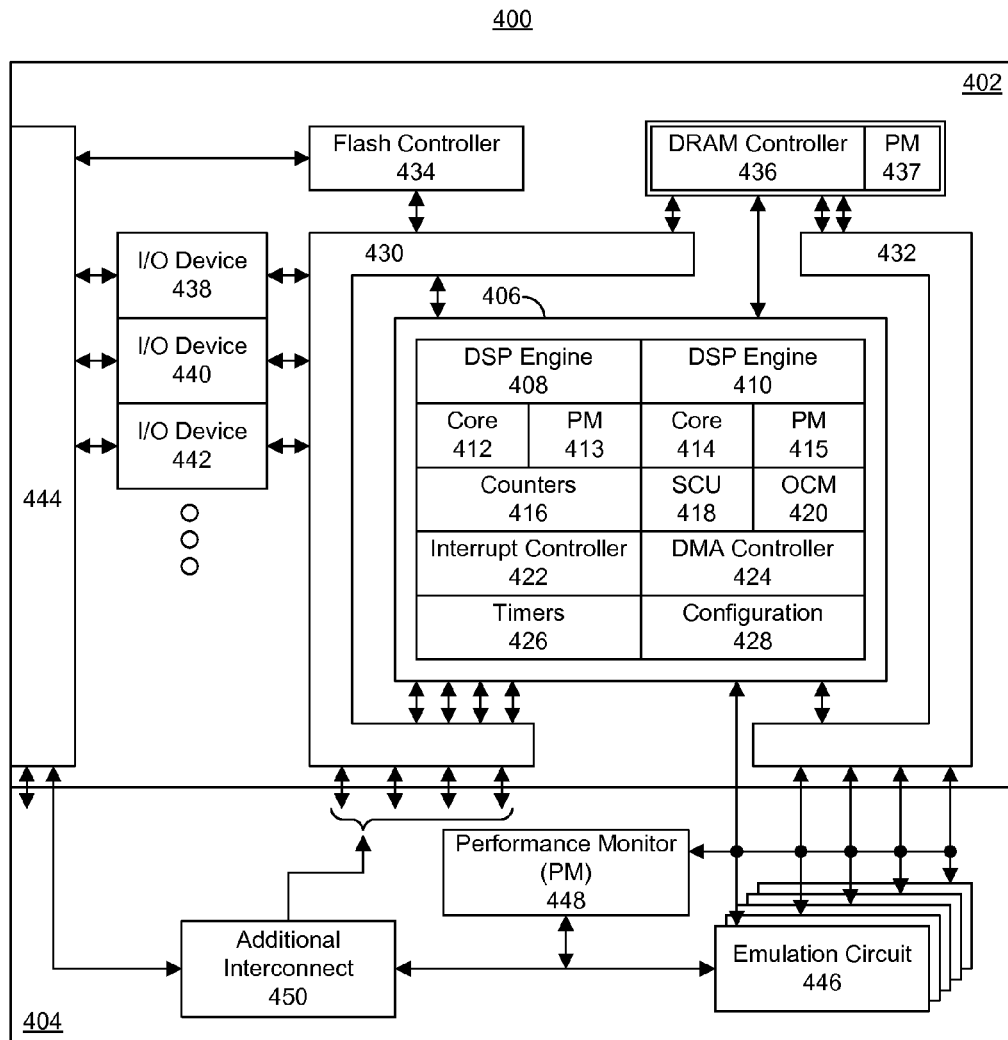 400
402
Flash Controller
434
DRAM Controller
436
PM
437
I/O Device
438
I/O Device
440
I/O Device
442
444
430
432
406
DSP Engine
408
DSP Engine
410
Core
412
PM
413
Core
414
PM
415
Counters
416
SCU
418
OCM
420
Interrupt Controller
422
DMA Controller
424
Timers
426
Configuration
428
Performance Monitor
(PM)
448
Additional
Interconnect
450
Emulation Circuit
446
404